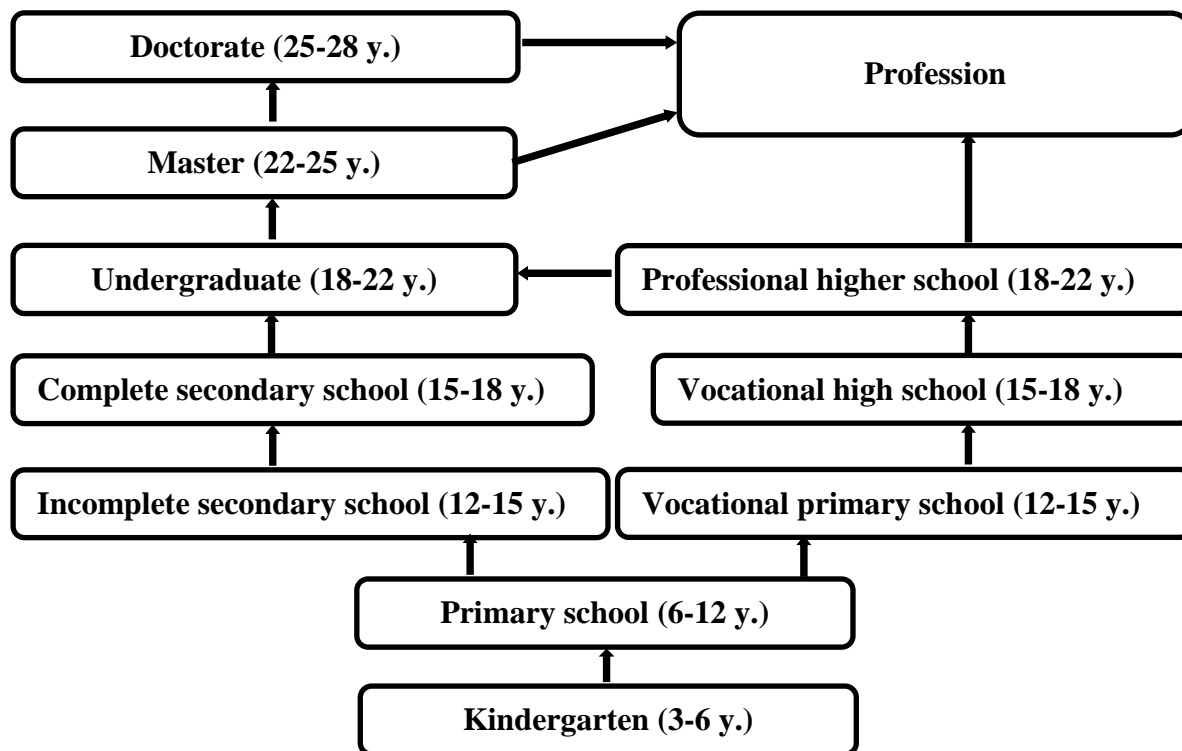 Doctorate (25-28 y.)
Profession
Master (22-25 y.)
Undergraduate (18-22 y.)
Professional higher school (18-22 y.)
Complete secondary school (15-18 y.)
Vocational high school (15-18 y.)
Incomplete secondary school (12-15 y.)
Vocational primary school (12-15 y.)
Primary school (6-12 y.)
Kindergarten (3-6 y.)